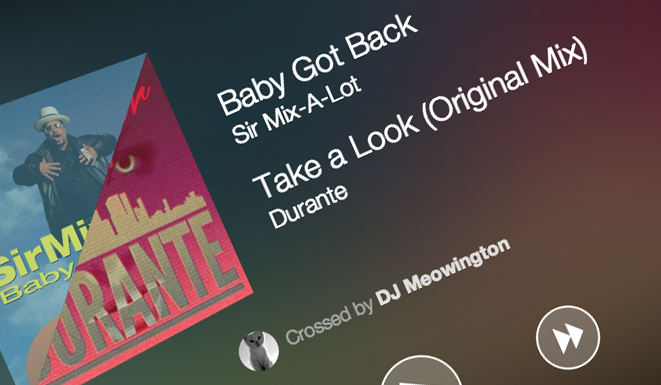 Baby Got Back
Sir Mix-A-Lot
Take a Look (Original Mix)
Durante
Crossed by DJ Meowington
SirMi
Baby
DURANTE